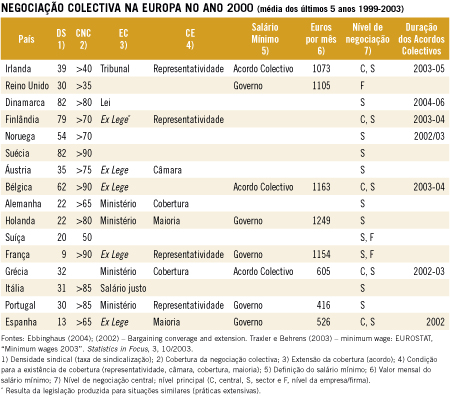 NEGOCIAÇÃO COLECTIVA NA EUROPA NO ANO 2000 (média dos últimos 5 anos 1999-2003)
País DS 1) CNC 2) EC 3) CE 4) Salário Mínimo 5) Euros por mês 6) Nível de negociação 7) Duração dos Acordos Colectivos
Irlanda 39 >40 Tribunal Representatividade Acordo Colectivo 1073 C, S 2003-05
Reino Unido 30 >35 Governo 1105 F
Dinamarca 82 >80 Lei S 2004-06
Finlândia 79 >70 Ex Lege* Representatividade C, S 2003-04
Noruega 54 >70 S 2002/03
Suécia 82 >90 S
Áustria 35 >75 Ex Lege Câmara S
Bélgica 62 >90 Ex Lege Acordo Colectivo 1163 C, S 2003-04
Alemanha 22 >65 Ministério Cobertura S
Holanda 22 >80 Ministério Maioria Governo 1249 S
Suíça 20 50 S, F
França 9 >90 Ex Lege Representatividade Governo 1154 S, F
Grécia 32 Ministério Cobertura Acordo Colectivo 605 C, S 2002-03
Itália 31 >85 Salário justo S
Portugal 30 >85 Ministério Representatividade Governo 416 S
Espanha 13 >65 Ex Lege Maioria Governo 526 C, S 2002
Fontes: Ebbinghaus (2004); (2002) – Bargaining converage and extension. Traxler e Behrens (2003) – minimum wage: EUROSTAT,
“Minimum wages 2003”. Statistics in Focus, 3, 10/2003.
1) Densidade sindical (taxa de sindicalização); 2) Cobertura da negociação colectiva; 3) Extensão da cobertura (acordo); 4) Condição
para a existência de cobertura (representatividade, câmara, cobertura, maioria); 5) Definição do salário mínimo; 6) Valor mensal do
salário mínimo; 7) Nível de negociação central; nível principal (C, central, S, sector e F, nível da empresa/firma).
* Resulta da legislação produzida para situações similares (práticas extensivas).